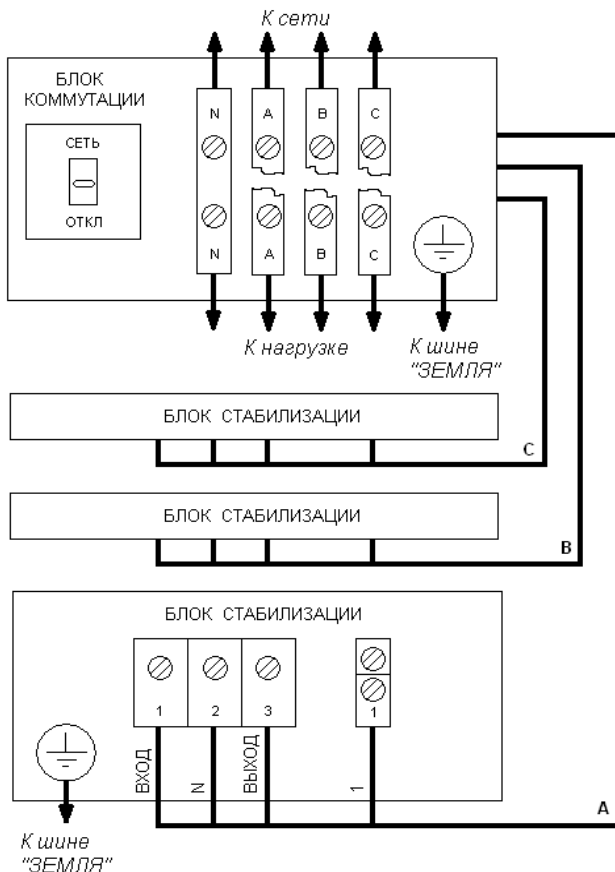 К сети
БЛОК
КОММУТАЦИИ
СЕТЬ
ОТКЛ
N A B C
N A B C
К нагрузке
К шине
"ЗЕМЛЯ"
БЛОК СТАБИЛИЗАЦИИ
C
БЛОК СТАБИЛИЗАЦИИ
B
БЛОК СТАБИЛИЗАЦИИ
1 2 3 1
ВХОД N ВЫХОД 1
A
К шине
"ЗЕМЛЯ"